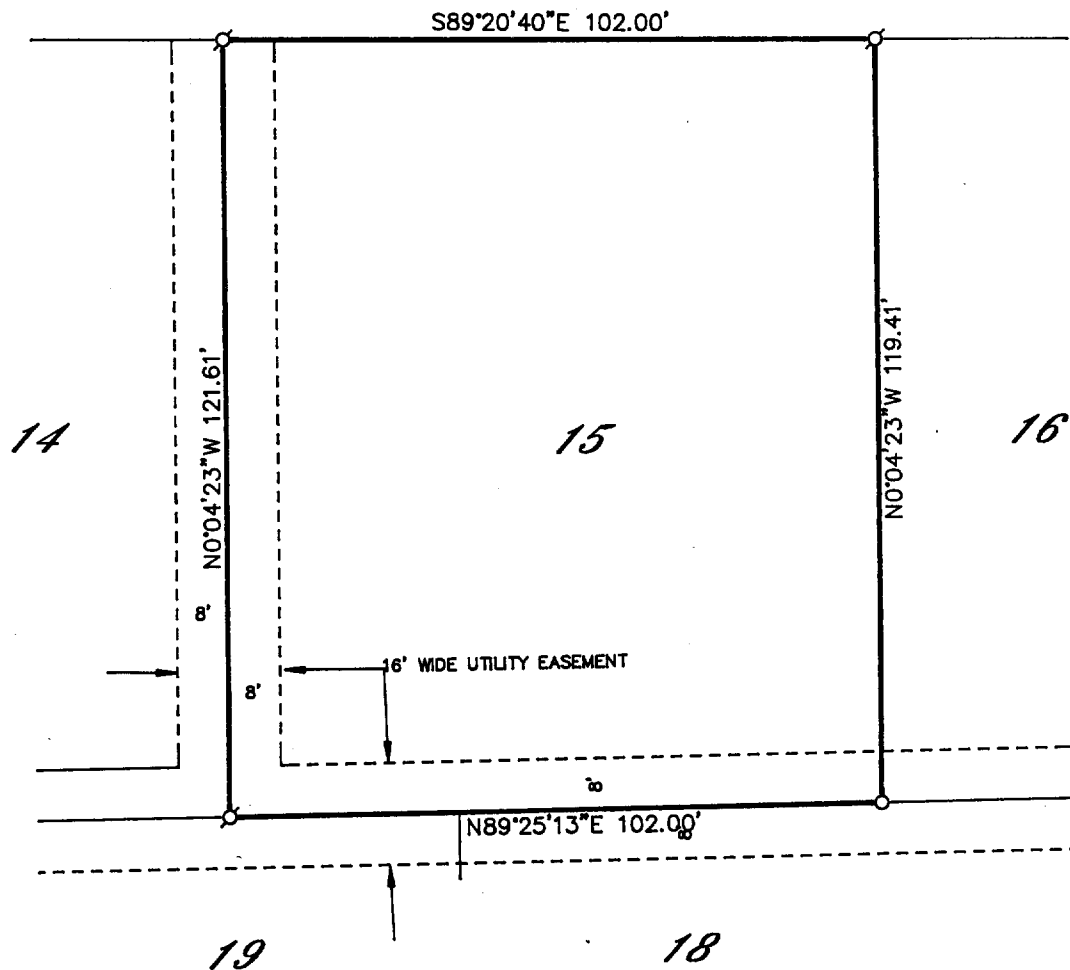 S89°20'40"E 102.00'
N0°04'23"W 121.61'
N0°04'23"W 119.41'
14
15
16
8'
16' WIDE UTILITY EASEMENT
8'
8'
N89°25'13"E 102.00'
8'
19
18